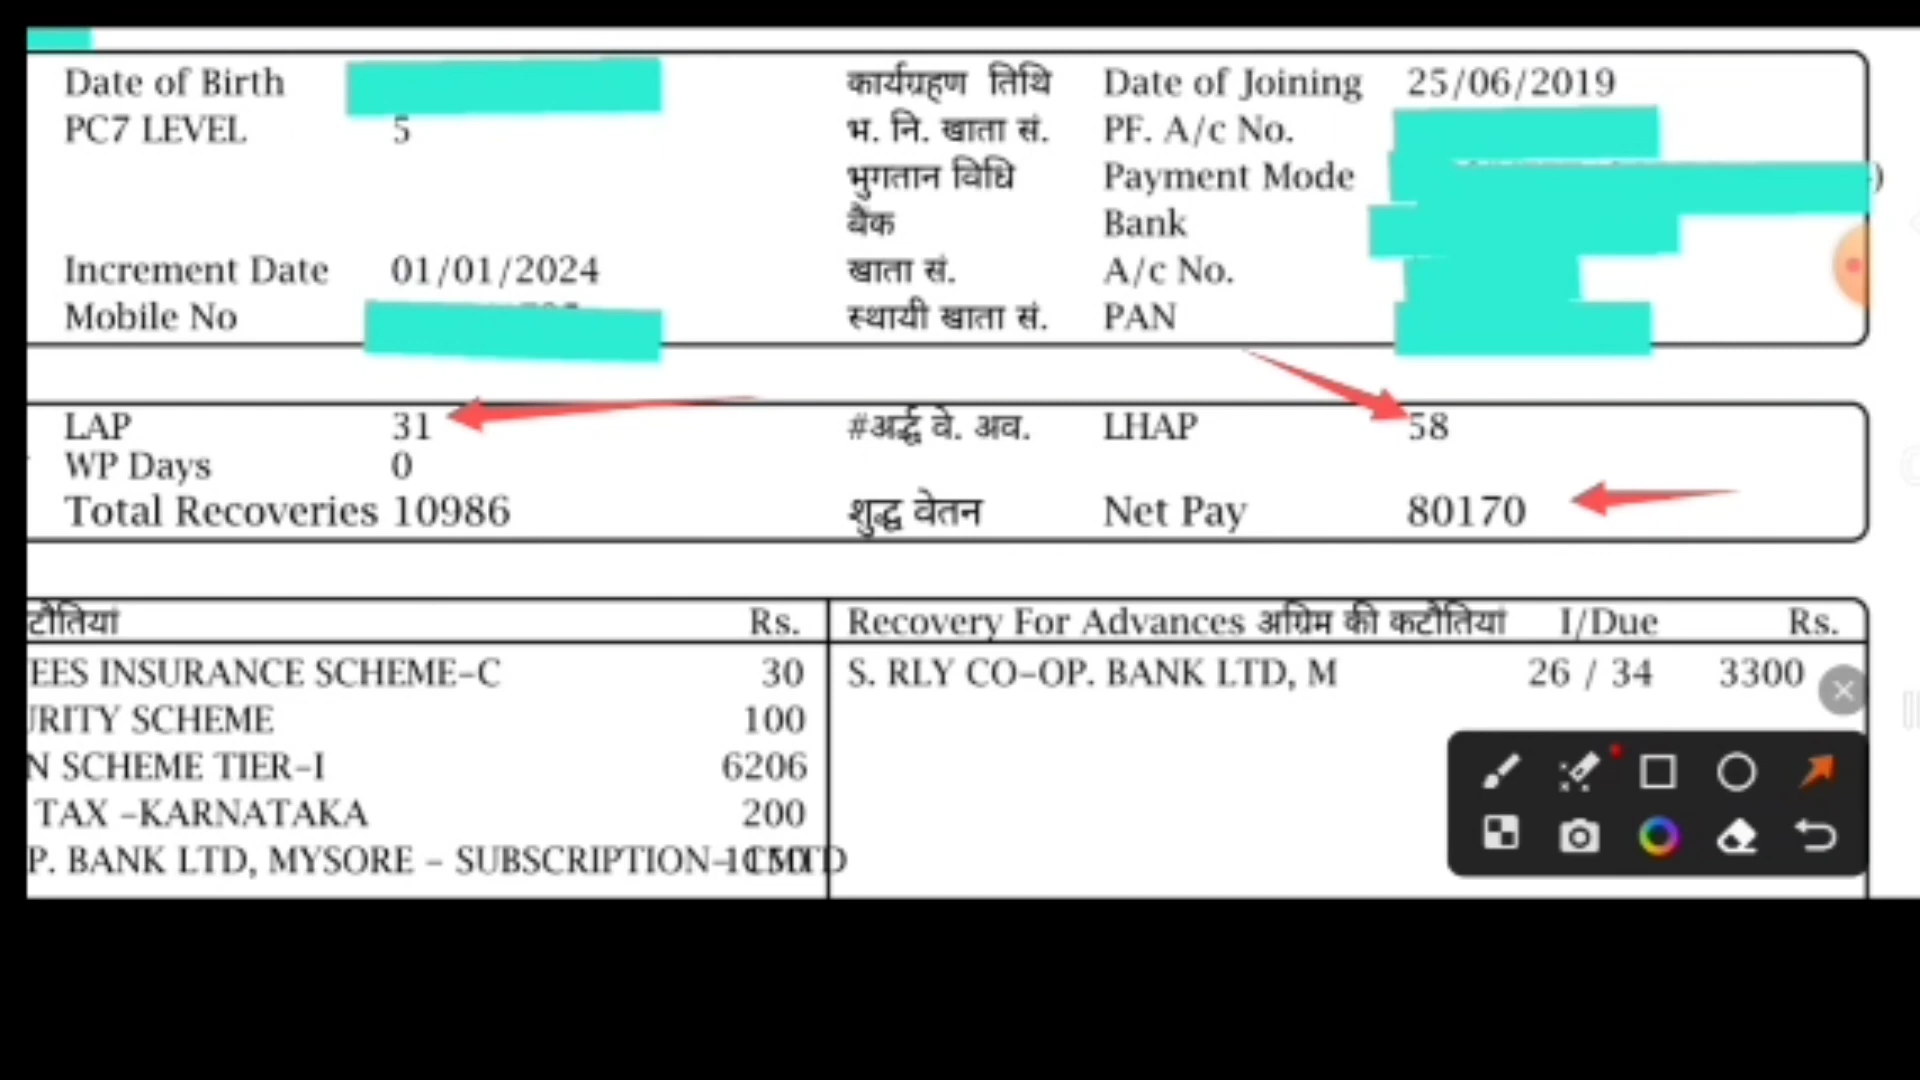 Date of Birth कार्यग्रहण तिथि Date of Joining 25/06/2019
PC7 LEVEL 5 भ. नि. खाता सं. PF. A/c No.
भुगतान विधि Payment Mode )
बैंक Bank
Increment Date 01/01/2024 खाता सं. A/c No.
Mobile No स्थायी खाता सं. PAN
LAP 31 #अर्द्ध वे. अव. LHAP 58
WP Days 0
Total Recoveries 10986 शुद्ध वेतन Net Pay 80170
टौतियां Rs. Recovery For Advances अग्रिम की कटौतियां I/Due Rs.
EES INSURANCE SCHEME-C 30 S. RLY CO-OP. BANK LTD, M 26 / 34 3300
URITY SCHEME 100
N SCHEME TIER-I 6206
TAX -KARNATAKA 200
P. BANK LTD, MYSORE - SUBSCRIPTION-